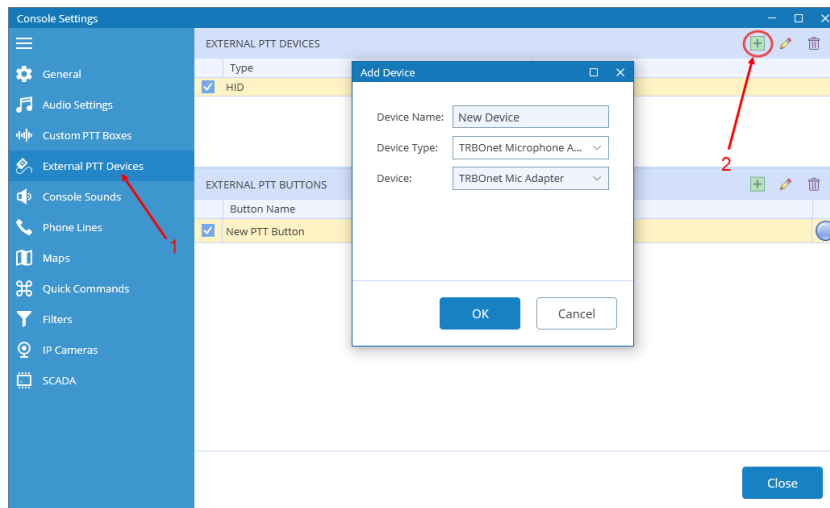 Console Settings
General
Audio Settings
Custom PTT Boxes
External PTT Devices
Console Sounds
Phone Lines
Maps
Quick Commands
Filters
IP Cameras
SCADA
1
EXTERNAL PTT DEVICES
Type
HID
2
EXTERNAL PTT BUTTONS
Button Name
New PTT Button
Add Device
Device Name: New Device
Device Type: TRBOnet Microphone A...
Device: TRBOnet Mic Adapter
OK Cancel
Close